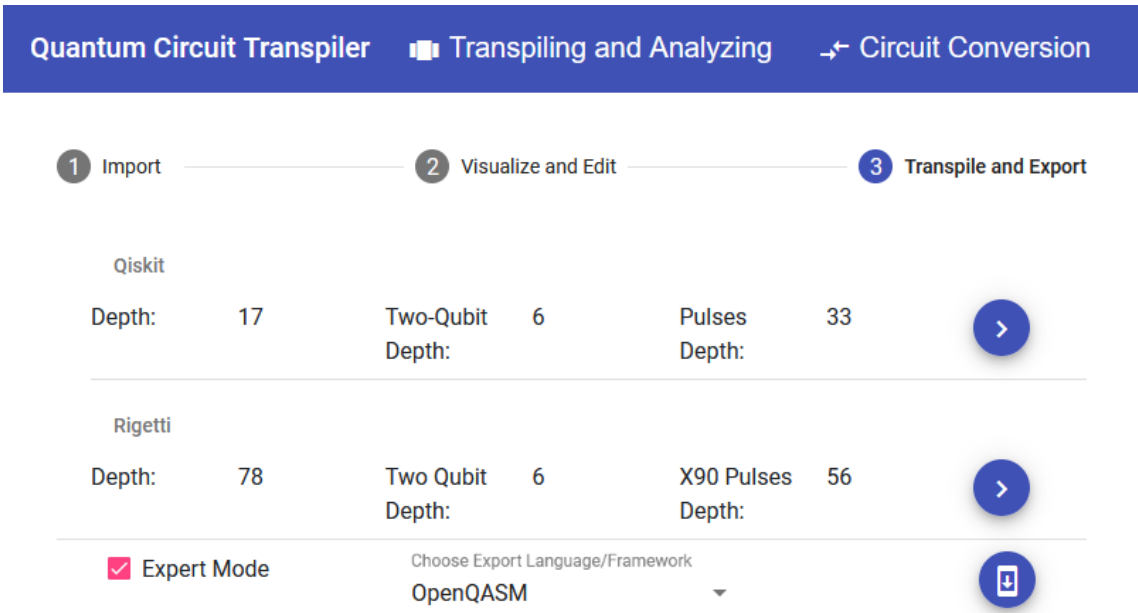 Quantum Circuit Transpiler Transpiling and Analyzing Circuit Conversion
1 Import 2 Visualize and Edit 3 Transpile and Export
Qiskit
Depth: 17 Two-Qubit 6 Pulses 33
Depth: Depth:
Rigetti
Depth: 78 Two Qubit 6 X90 Pulses 56
Depth: Depth:
Choose Export Language/Framework
Expert Mode
OpenQASM